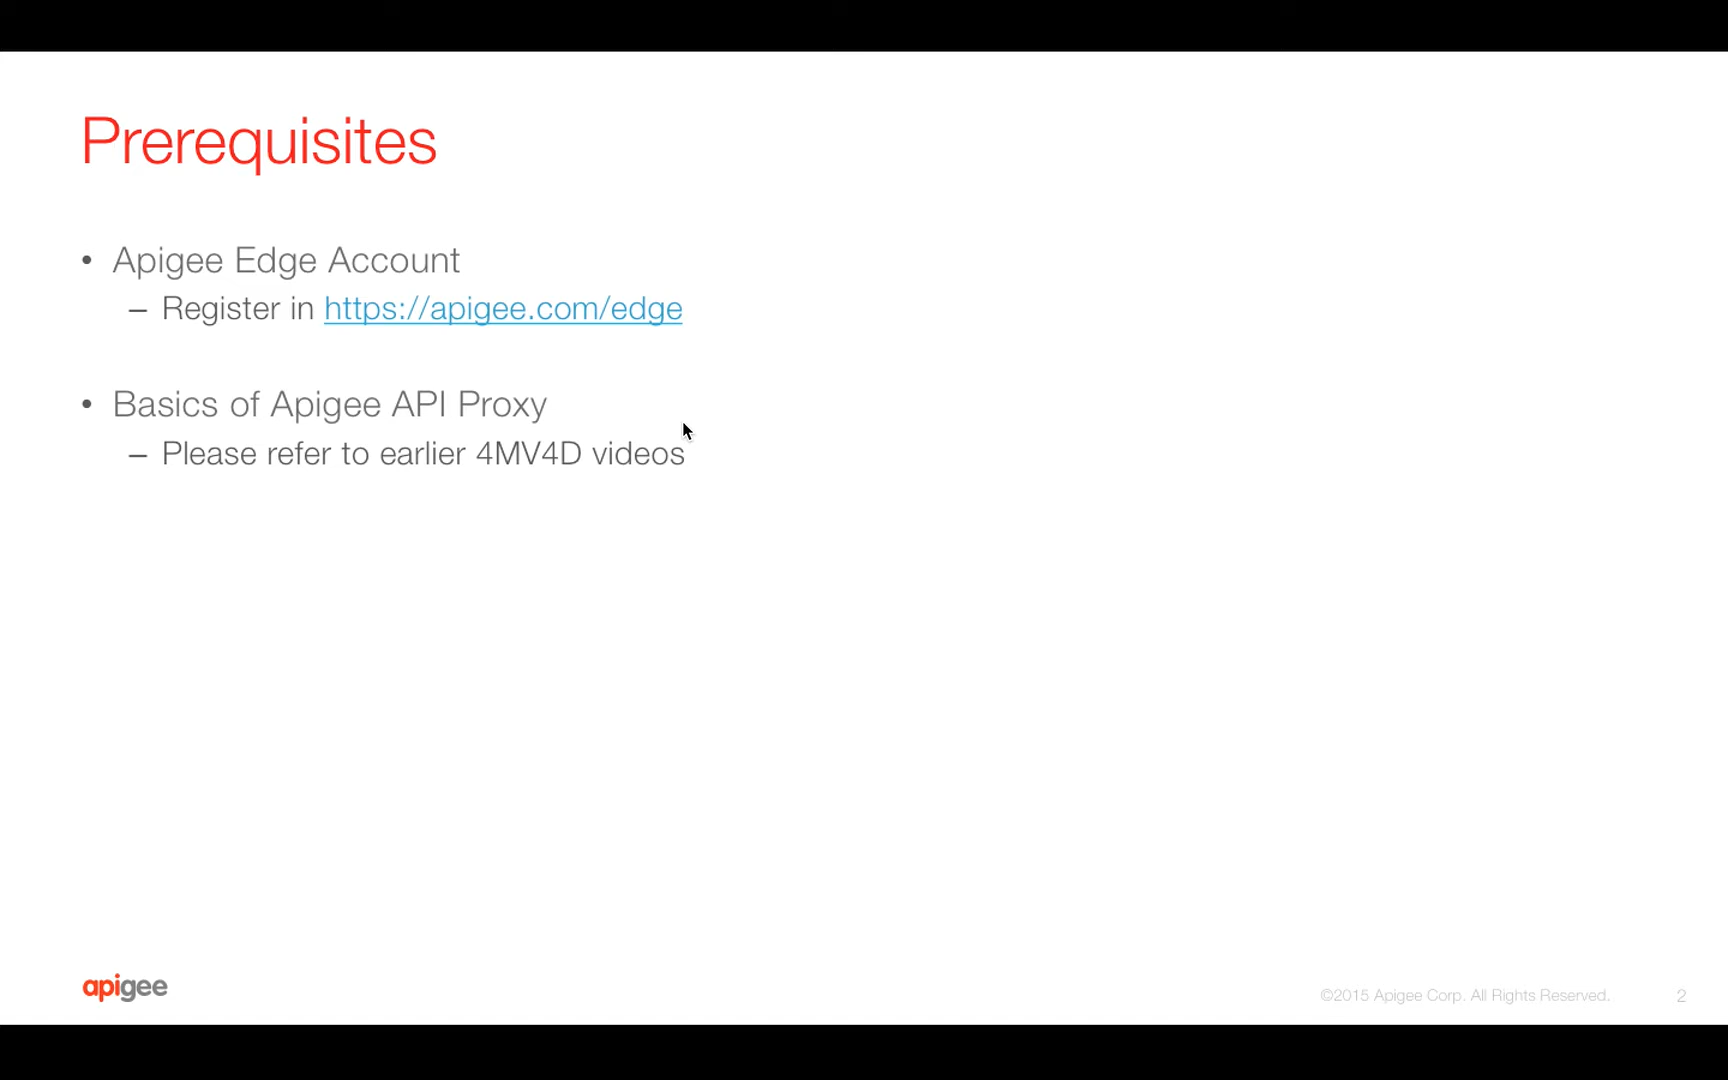 Prerequisites
• Apigee Edge Account
– Register in https://apigee.com/edge
• Basics of Apigee API Proxy
– Please refer to earlier 4MV4D videos
apigee
©2015 Apigee Corp. All Rights Reserved.
2